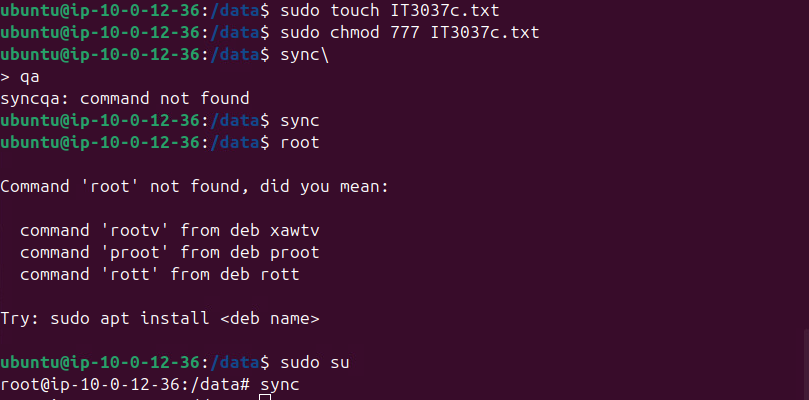 ubuntu@ip-10-0-12-36:/data$ sudo touch IT3037c.txt
ubuntu@ip-10-0-12-36:/data$ sudo chmod 777 IT3037c.txt
ubuntu@ip-10-0-12-36:/data$ sync\
> qa
syncqa: command not found
ubuntu@ip-10-0-12-36:/data$ sync
ubuntu@ip-10-0-12-36:/data$ root
Command 'root' not found, did you mean:
command 'rootv' from deb xawtv
command 'proot' from deb proot
command 'rott' from deb rott
Try: sudo apt install <deb name>
ubuntu@ip-10-0-12-36:/data$ sudo su
root@ip-10-0-12-36:/data# sync